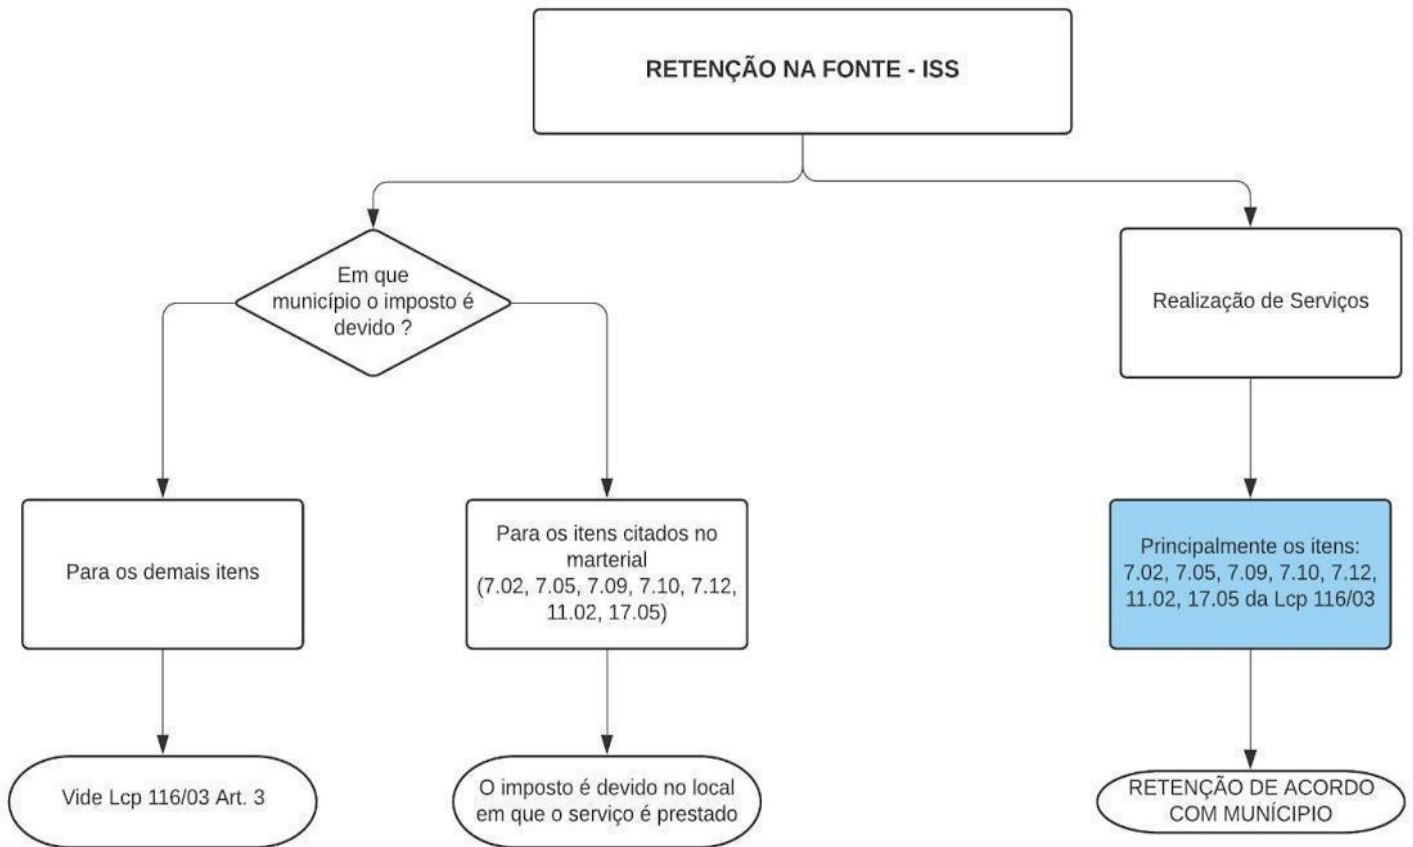 RETENÇÃO NA FONTE - ISS
Em que
município o imposto é
devido ?
Realização de Serviços
Para os demais itens
Para os itens citados no
marterial
(7.02, 7.05, 7.09, 7.10, 7.12,
11.02, 17.05)
Principalmente os itens:
7.02, 7.05, 7.09, 7.10, 7.12,
11.02, 17.05 da Lcp 116/03
Vide Lcp 116/03 Art. 3
O imposto é devido no local
em que o serviço é prestado
RETENÇÃO DE ACORDO
COM MUNÍCIPIO